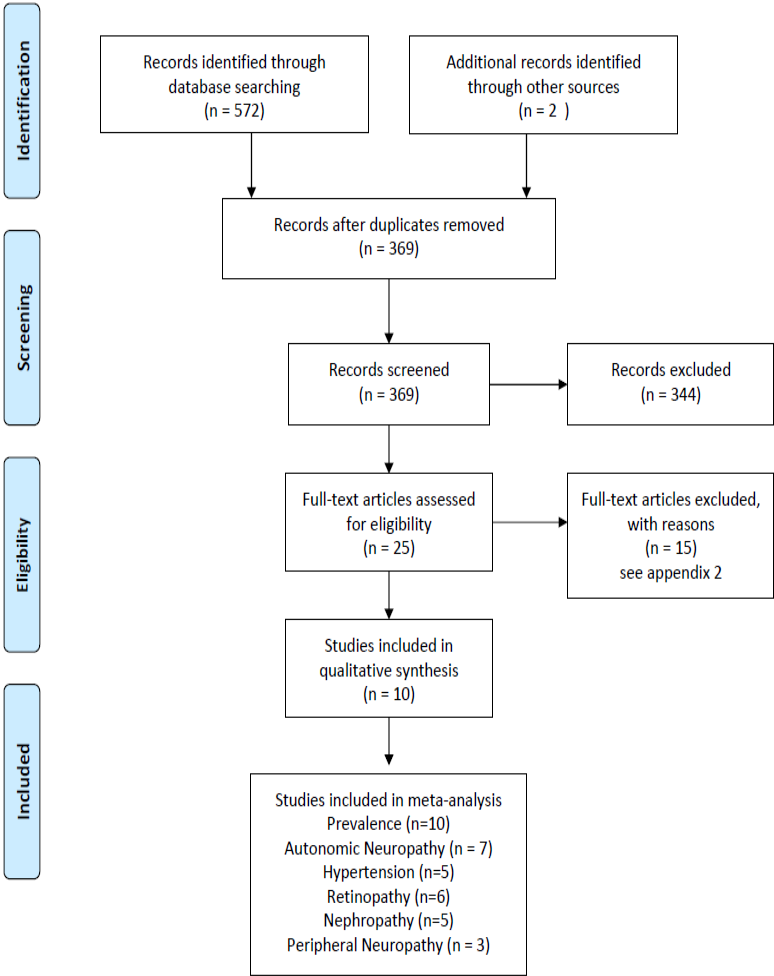 Identification
Records identified through
database searching
(n = 572)
Additional records identified
through other sources
(n = 2  )
Records after duplicates removed
(n = 369)
Screening
Records screened
(n = 369)
Records excluded
(n = 344)
Eligibility
Full-text articles assessed
for eligibility
(n = 25)
Full-text articles excluded,
with reasons
(n = 15)
see appendix 2
Studies included in
qualitative synthesis
(n = 10)
Included
Studies included in meta-analysis
Prevalence (n=10)
Autonomic Neuropathy (n = 7)
Hypertension (n=5)
Retinopathy (n=6)
Nephropathy (n=5)
Peripheral Neuropathy (n = 3)